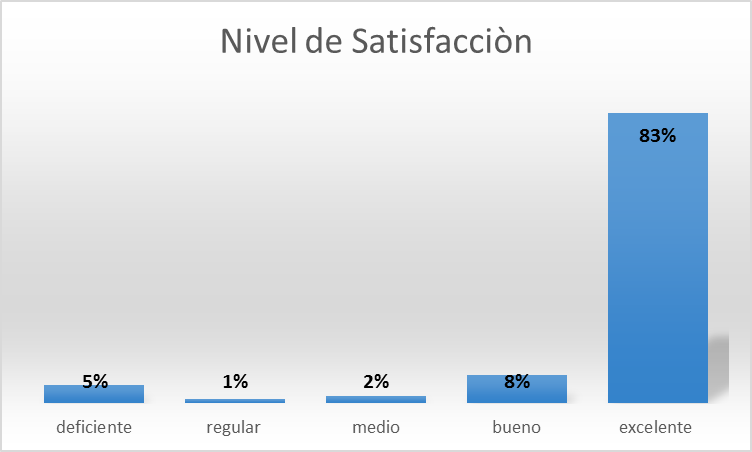 Nivel de Satisfacciòn
83%
5% 1% 2% 8%
deficiente regular medio bueno excelente